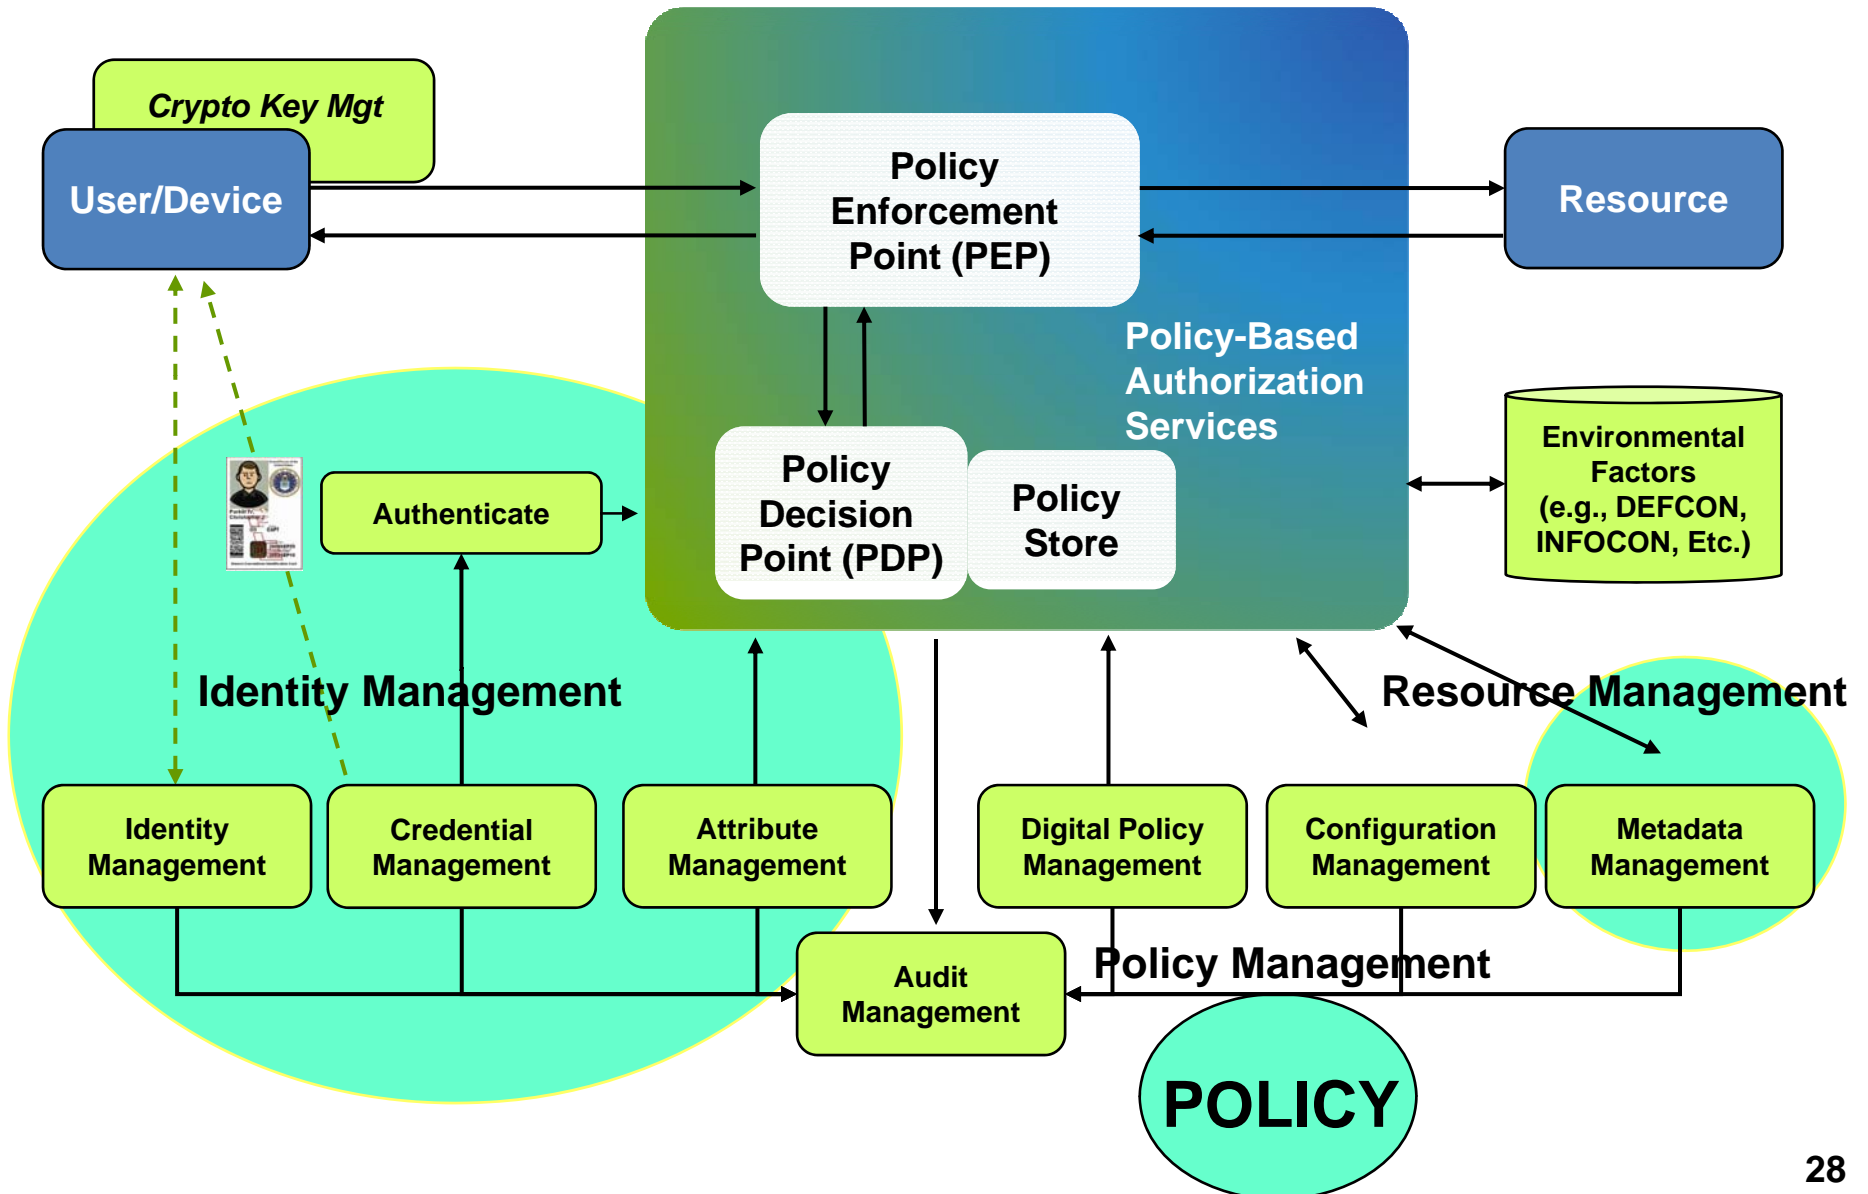 Crypto Key Mgt
User/Device
Policy
Enforcement
Point (PEP)
Resource
Policy-Based
Authorization
Services
Policy
Decision
Point (PDP)
Policy
Store
Environmental
Factors
(e.g., DEFCON,
INFOCON, Etc.)
Authenticate
Identity Management
Resource Management
Identity
Management
Credential
Management
Attribute
Management
Digital Policy
Management
Configuration
Management
Metadata
Management
Audit
Management
Policy Management
POLICY
28